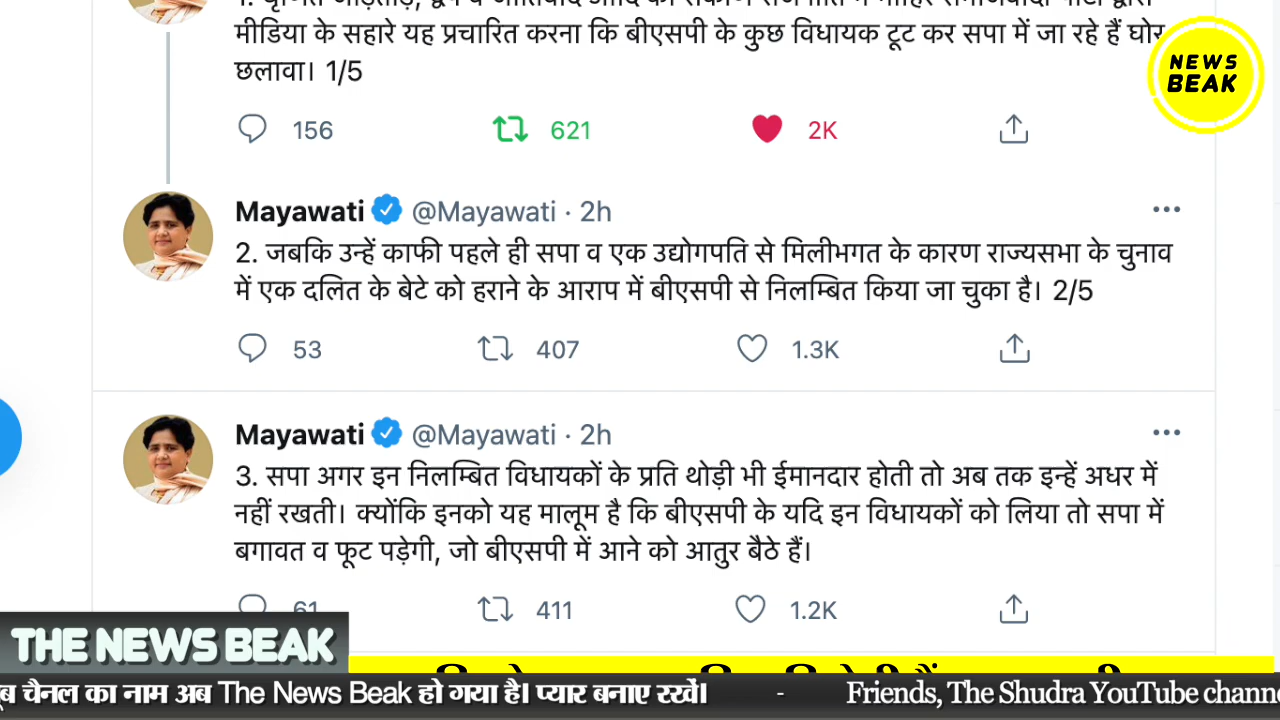 मीडिया के सहारे यह प्रचारित करना कि बीएसपी के कुछ विधायक टूट कर सपा में जा रहे हैं घोर
छलावा। 1/5
NEWS
BEAK
156 621 2K
Mayawati @Mayawati · 2h
2. जबकि उन्हें काफी पहले ही सपा व एक उद्योगपति से मिलीभगत के कारण राज्यसभा के चुनाव
में एक दलित के बेटे को हराने के आराप में बीएसपी से निलम्बित किया जा चुका है। 2/5
53 407 1.3K
Mayawati @Mayawati · 2h
3. सपा अगर इन निलम्बित विधायकों के प्रति थोड़ी भी ईमानदार होती तो अब तक इन्हें अधर में
नहीं रखती। क्योंकि इनको यह मालूम है कि बीएसपी के यदि इन विधायकों को लिया तो सपा में
बगावत व फूट पड़ेगी, जो बीएसपी में आने को आतुर बैठे हैं।
61 411 1.2K
THE NEWS BEAK
चैनल का नाम अब The News Beak हो गया है। प्यार बनाए रखें। - Friends, The Shudra YouTube